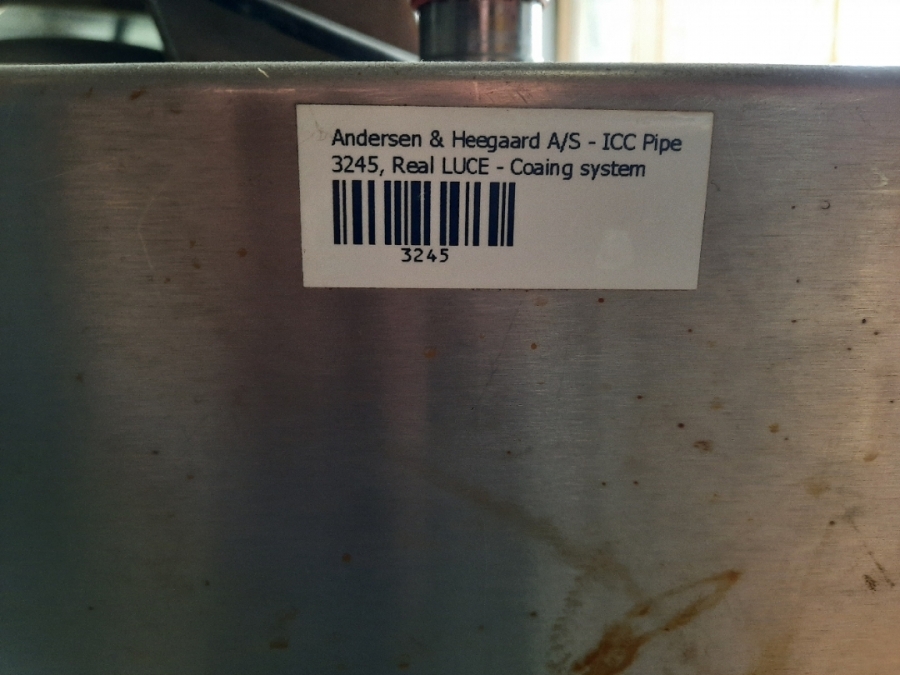 Andersen & Heegaard A/S - ICC Pipe
3245, Real LUCE - Coaing system
3245